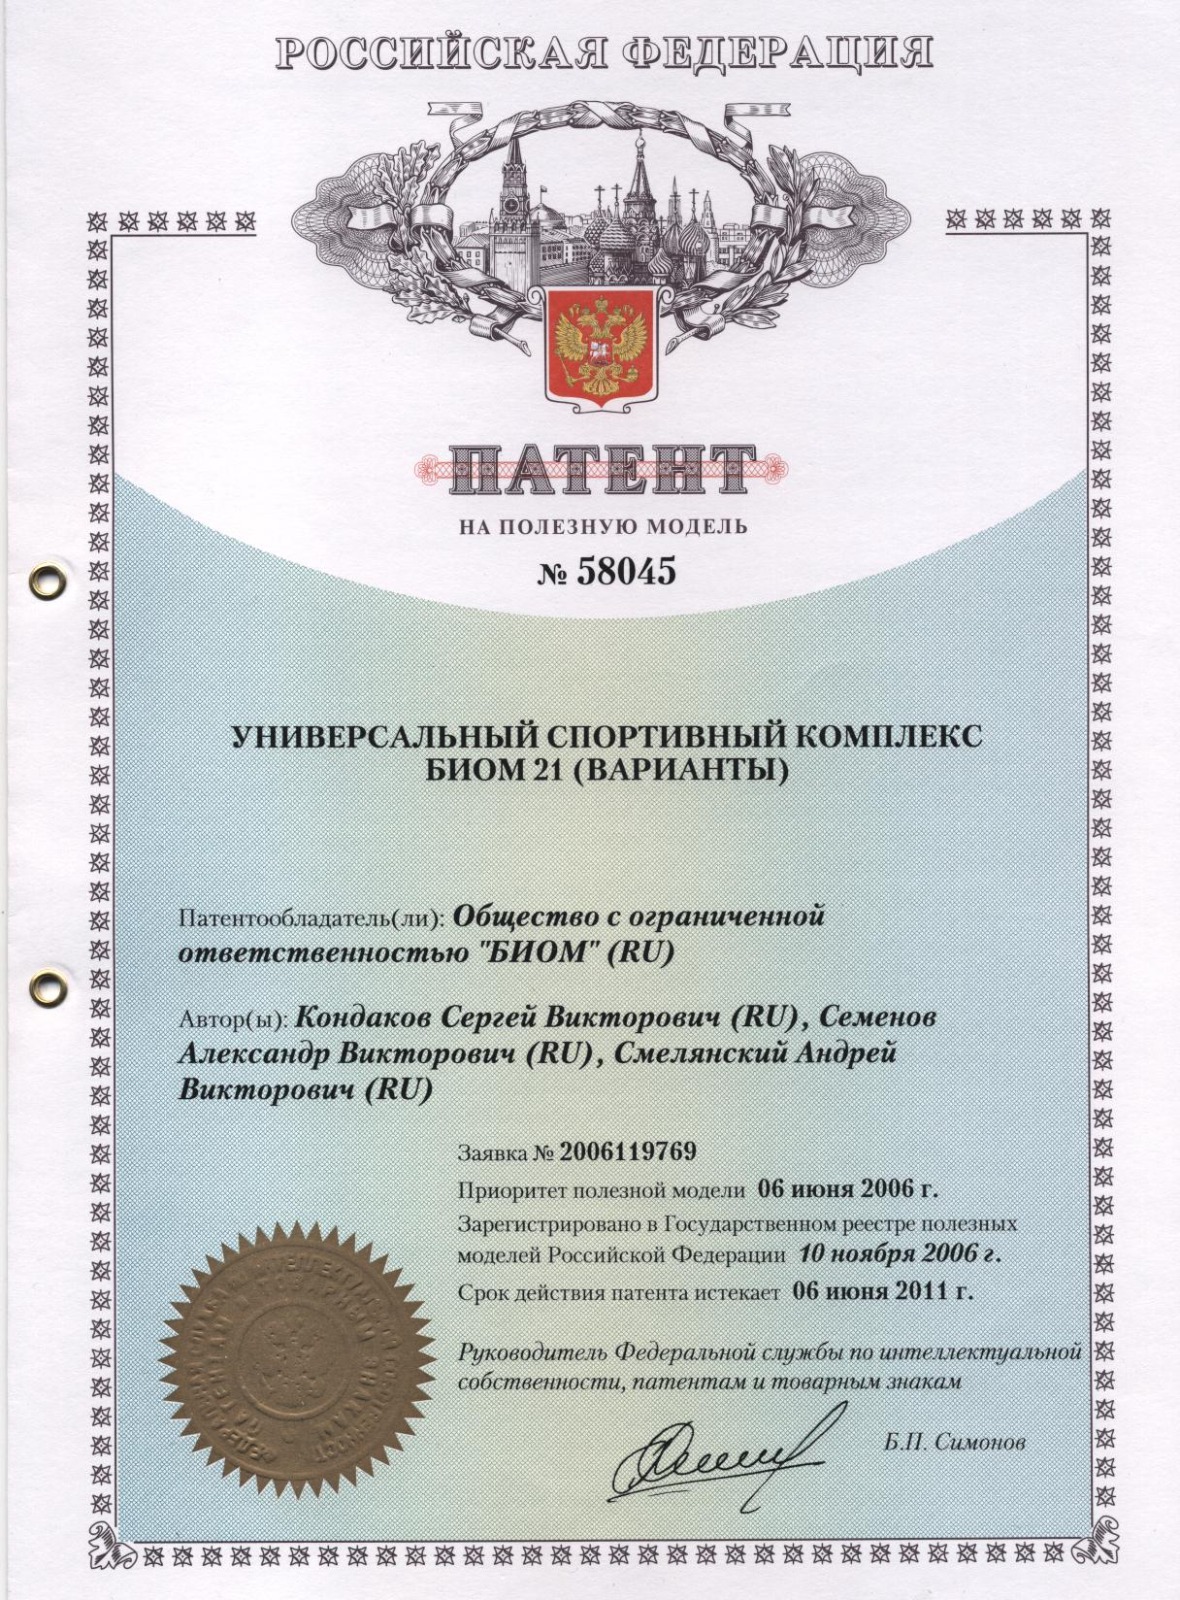 РОССИЙСКАЯ ФЕДЕРАЦИЯ
ПАТЕНТ
НА ПОЛЕЗНУЮ МОДЕЛЬ
№ 58045
УНИВЕРСАЛЬНЫЙ СПОРТИВНЫЙ КОМПЛЕКС
БИОМ 21 (ВАРИАНТЫ)
Патентообладатель(ли): Общество с ограниченной
ответственностью "БИОМ" (RU)
Автор(ы): Кондаков Сергей Викторович (RU), Семенов
Александр Викторович (RU), Смелянский Андрей
Викторович (RU)
Заявка № 2006119769
Приоритет полезной модели 06 июня 2006 г.
Зарегистрировано в Государственном реестре полезных
моделей Российской Федерации 10 ноября 2006 г.
Срок действия патента истекает 06 июня 2011 г.
Руководитель Федеральной службы по интеллектуальной
собственности, патентам и товарным знакам
Б.П. Симонов